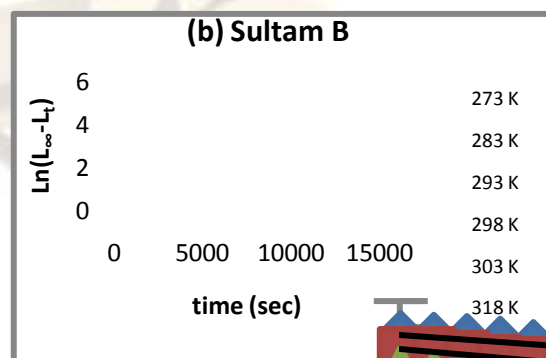 (b) Sultam B
Ln(L∞-Lt)
6
4
2
0
0 5000 10000 15000
time (sec)
273 K
283 K
293 K
298 K
303 K
318 K